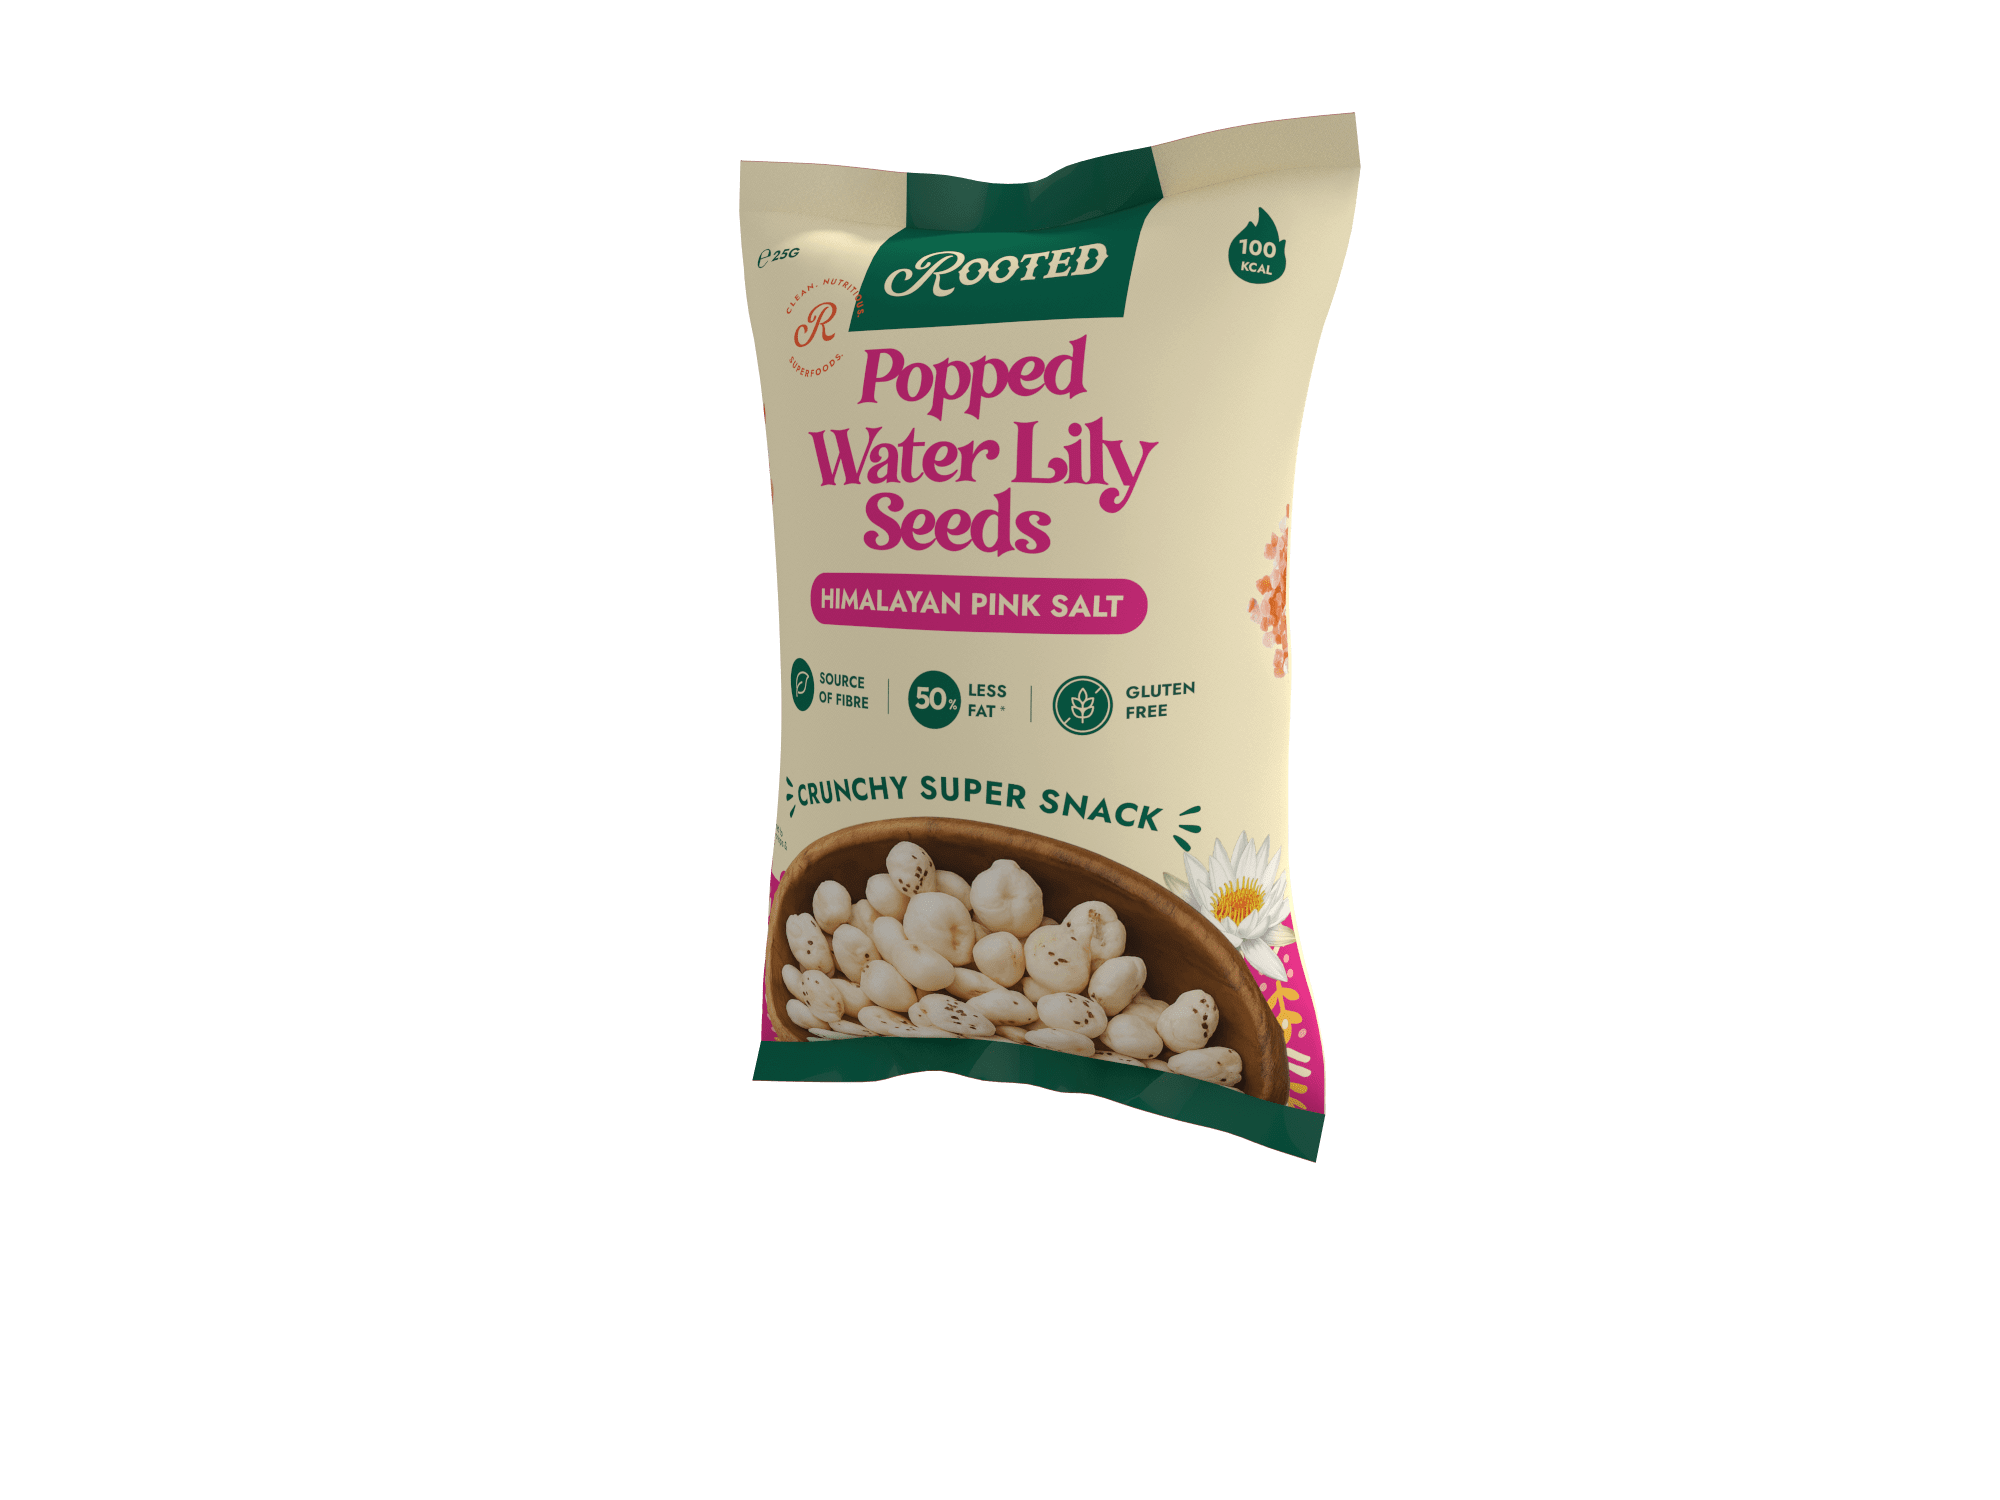 ℮ 25G
ROOTED
100
KCAL
CLEAN. NUTRITIOUS.
R
SUPERFOODS.
Popped
Water Lily
Seeds
HIMALAYAN PINK SALT
SOURCE
OF FIBRE
50%
LESS
FAT *
GLUTEN
FREE
CRUNCHY SUPER SNACK